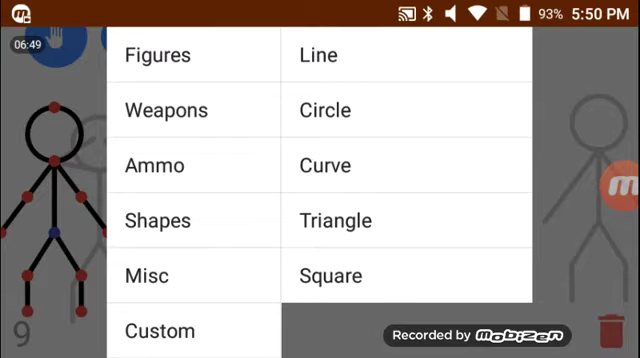 93% 5:50 PM
06:49
Figures Line
Weapons Circle
Ammo Curve
Shapes Triangle
Misc Square
Custom
9
Recorded by mobizen